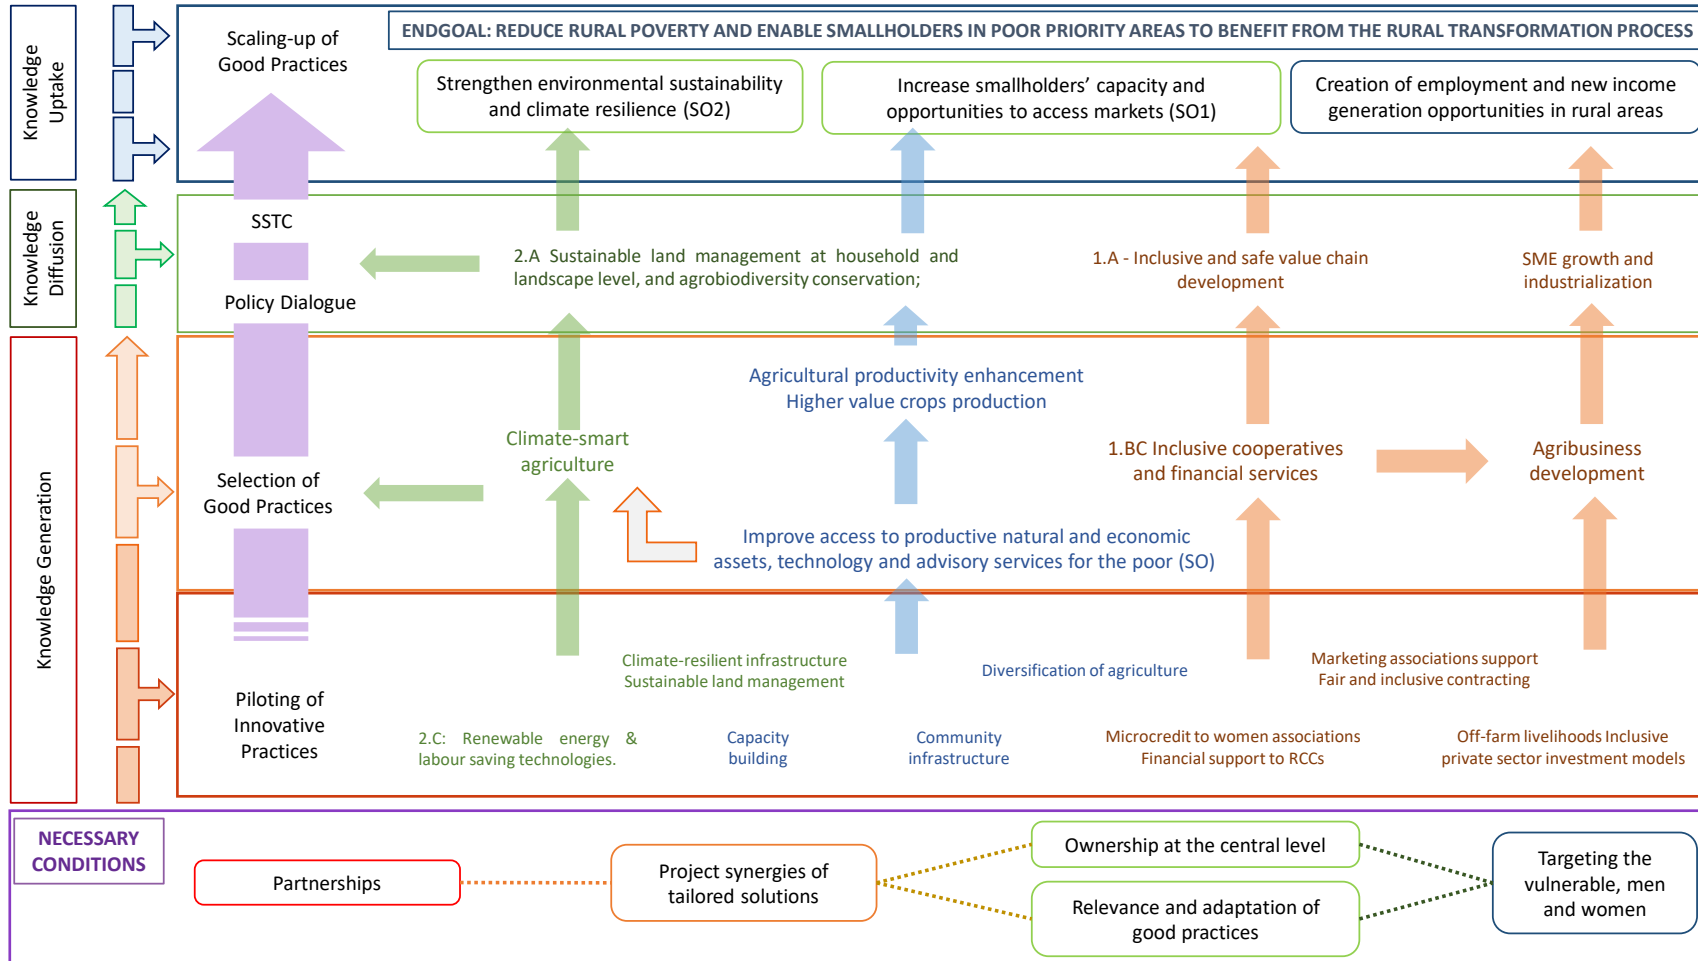 Knowledge
Uptake
Scaling-up of
Good Practices
ENDGOAL: REDUCE RURAL POVERTY AND ENABLE SMALLHOLDERS IN POOR PRIORITY AREAS TO BENEFIT FROM THE RURAL TRANSFORMATION PROCESS
Strengthen environmental sustainability
and climate resilience (SO2)
Increase smallholders’ capacity and
opportunities to access markets (SO1)
Creation of employment and new income
generation opportunities in rural areas
Knowledge
Diffusion
SSTC
Policy Dialogue
2.A Sustainable land management at household and
landscape level, and agrobiodiversity conservation;
1.A - Inclusive and safe value chain
development
SME growth and
industrialization
Knowledge Generation
Agricultural productivity enhancement
Higher value crops production
Climate-smart
agriculture
1.BC Inclusive cooperatives
and financial services
Agribusiness
development
Selection of
Good Practices
Improve access to productive natural and economic
assets, technology and advisory services for the poor (SO)
Climate-resilient infrastructure
Sustainable land management
Diversification of agriculture
Marketing associations support
Fair and inclusive contracting
Piloting of
Innovative
Practices
2.C: Renewable energy &
labour saving technologies.
Capacity
building
Community
infrastructure
Microcredit to women associations
Financial support to RCCs
Off-farm livelihoods Inclusive
private sector investment models
NECESSARY
CONDITIONS
Partnerships
Project synergies of
tailored solutions
Ownership at the central level
Relevance and adaptation of
good practices
Targeting the
vulnerable, men
and women